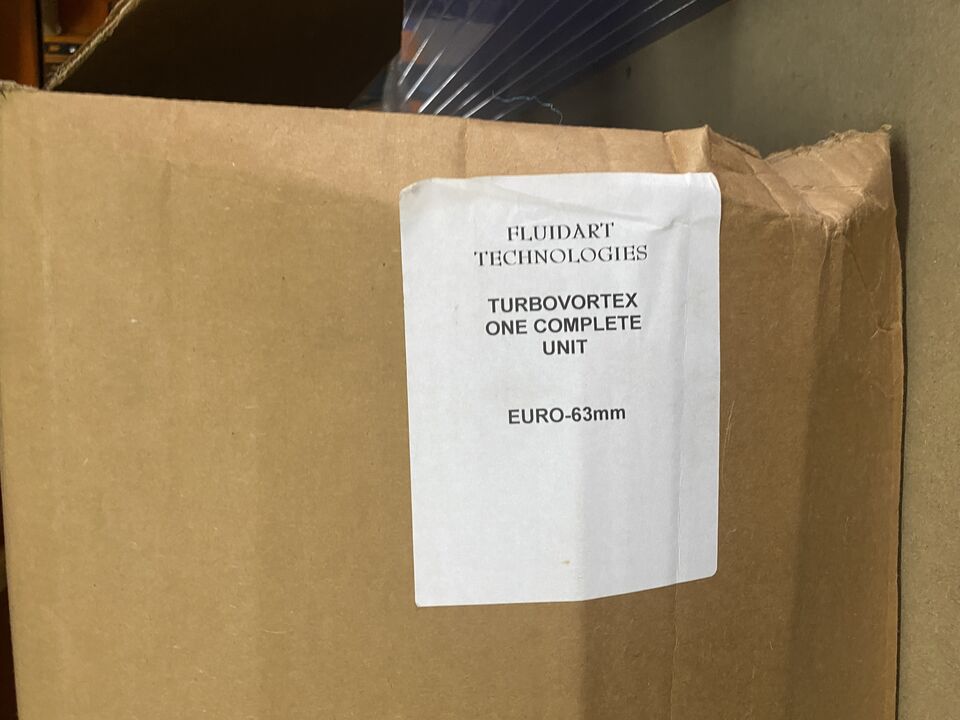 FLUIDART
TECHNOLOGIES
TURBOVORTEX
ONE COMPLETE
UNIT
EURO-63mm